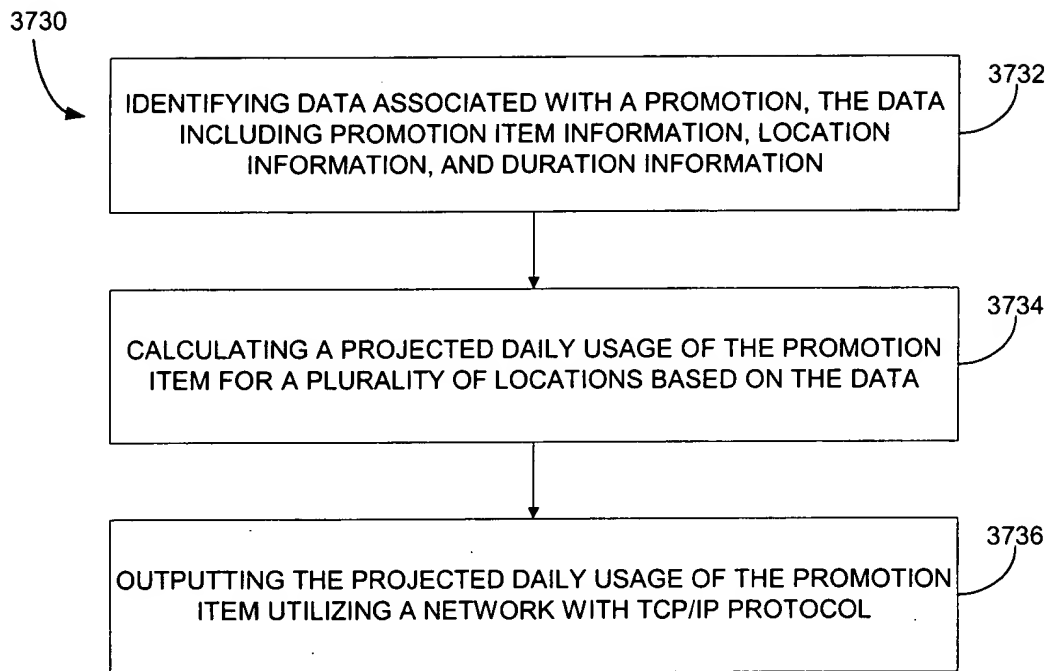 3730
3732
IDENTIFYING DATA ASSOCIATED WITH A PROMOTION, THE DATA
INCLUDING PROMOTION ITEM INFORMATION, LOCATION
INFORMATION, AND DURATION INFORMATION
3734
CALCULATING A PROJECTED DAILY USAGE OF THE PROMOTION
ITEM FOR A PLURALITY OF LOCATIONS BASED ON THE DATA
3736
OUTPUTTING THE PROJECTED DAILY USAGE OF THE PROMOTION
ITEM UTILIZING A NETWORK WITH TCP/IP PROTOCOL